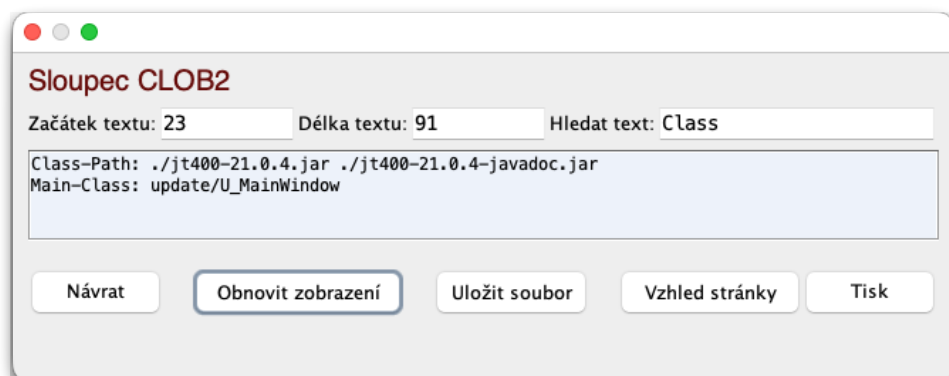 Sloupec CLOB2
Začátek textu: 23 Délka textu: 91 Hledat text: Class
Class-Path: ./jt400-21.0.4.jar ./jt400-21.0.4-javadoc.jar
Main-Class: update/U_MainWindow
Návrat Obnovit zobrazení Uložit soubor Vzhled stránky Tisk